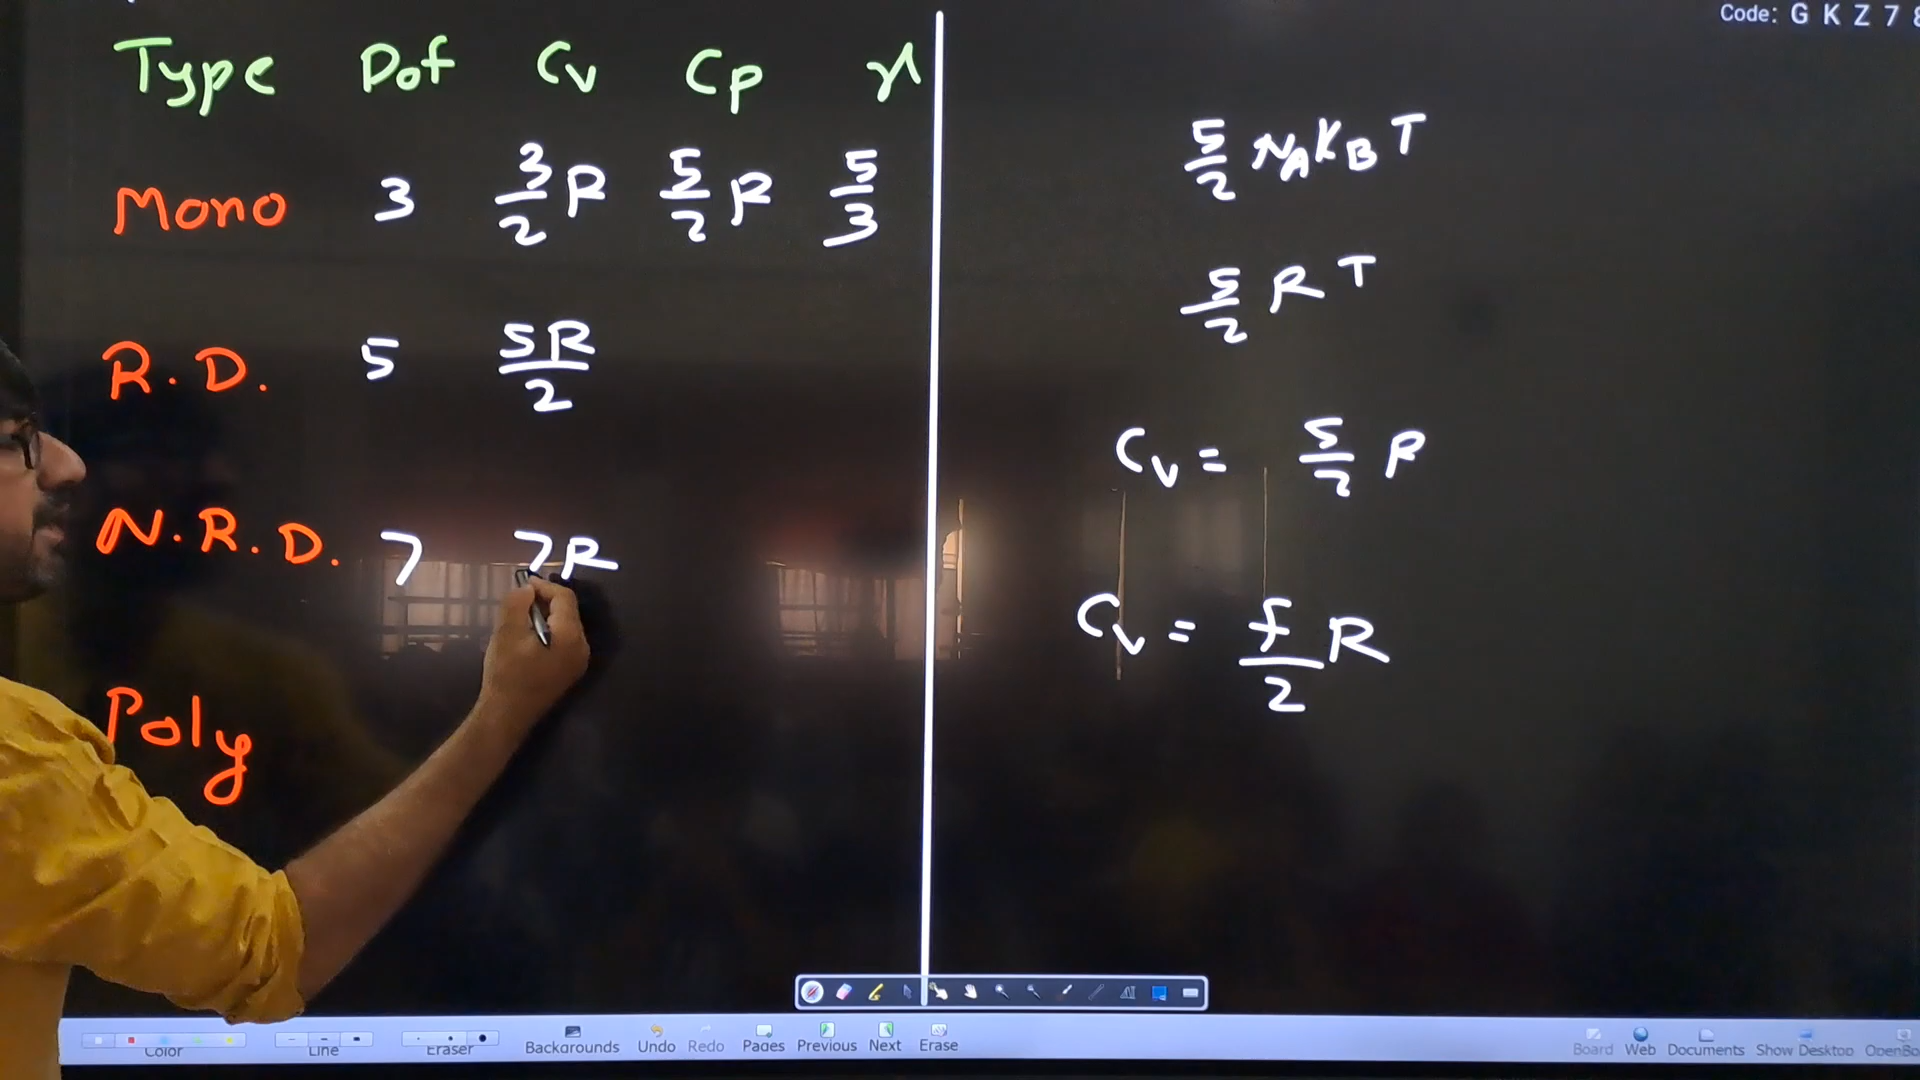 Code: G K Z 7 8
Type Dof Cv Cp γ
Mono 3 3/2 R 5/2 R 5/3
R.D. 5 5R/2
N.R.D. 7 7R
Poly
5/2 NA KB T
5/2 R T
Cv = 5/2 R
Cv = f/2 R
Color Line Eraser Backgrounds Undo Redo Pages Previous Next Erase Board Web Documents Show Desktop OpenBo